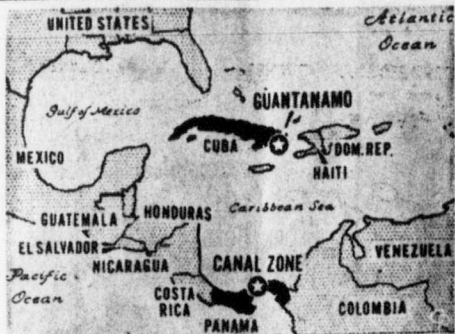 UNITED STATES
Atlantic
Ocean
Gulf of Mexico
GUANTANAMO
CUBA
DOM. REP.
HAITI
MEXICO
Caribbean Sea
GUATEMALA
HONDURAS
EL SALVADOR
NICARAGUA
CANAL ZONE
VENEZUELA
Pacific
Ocean
COSTA
RICA
PANAMA
COLOMBIA